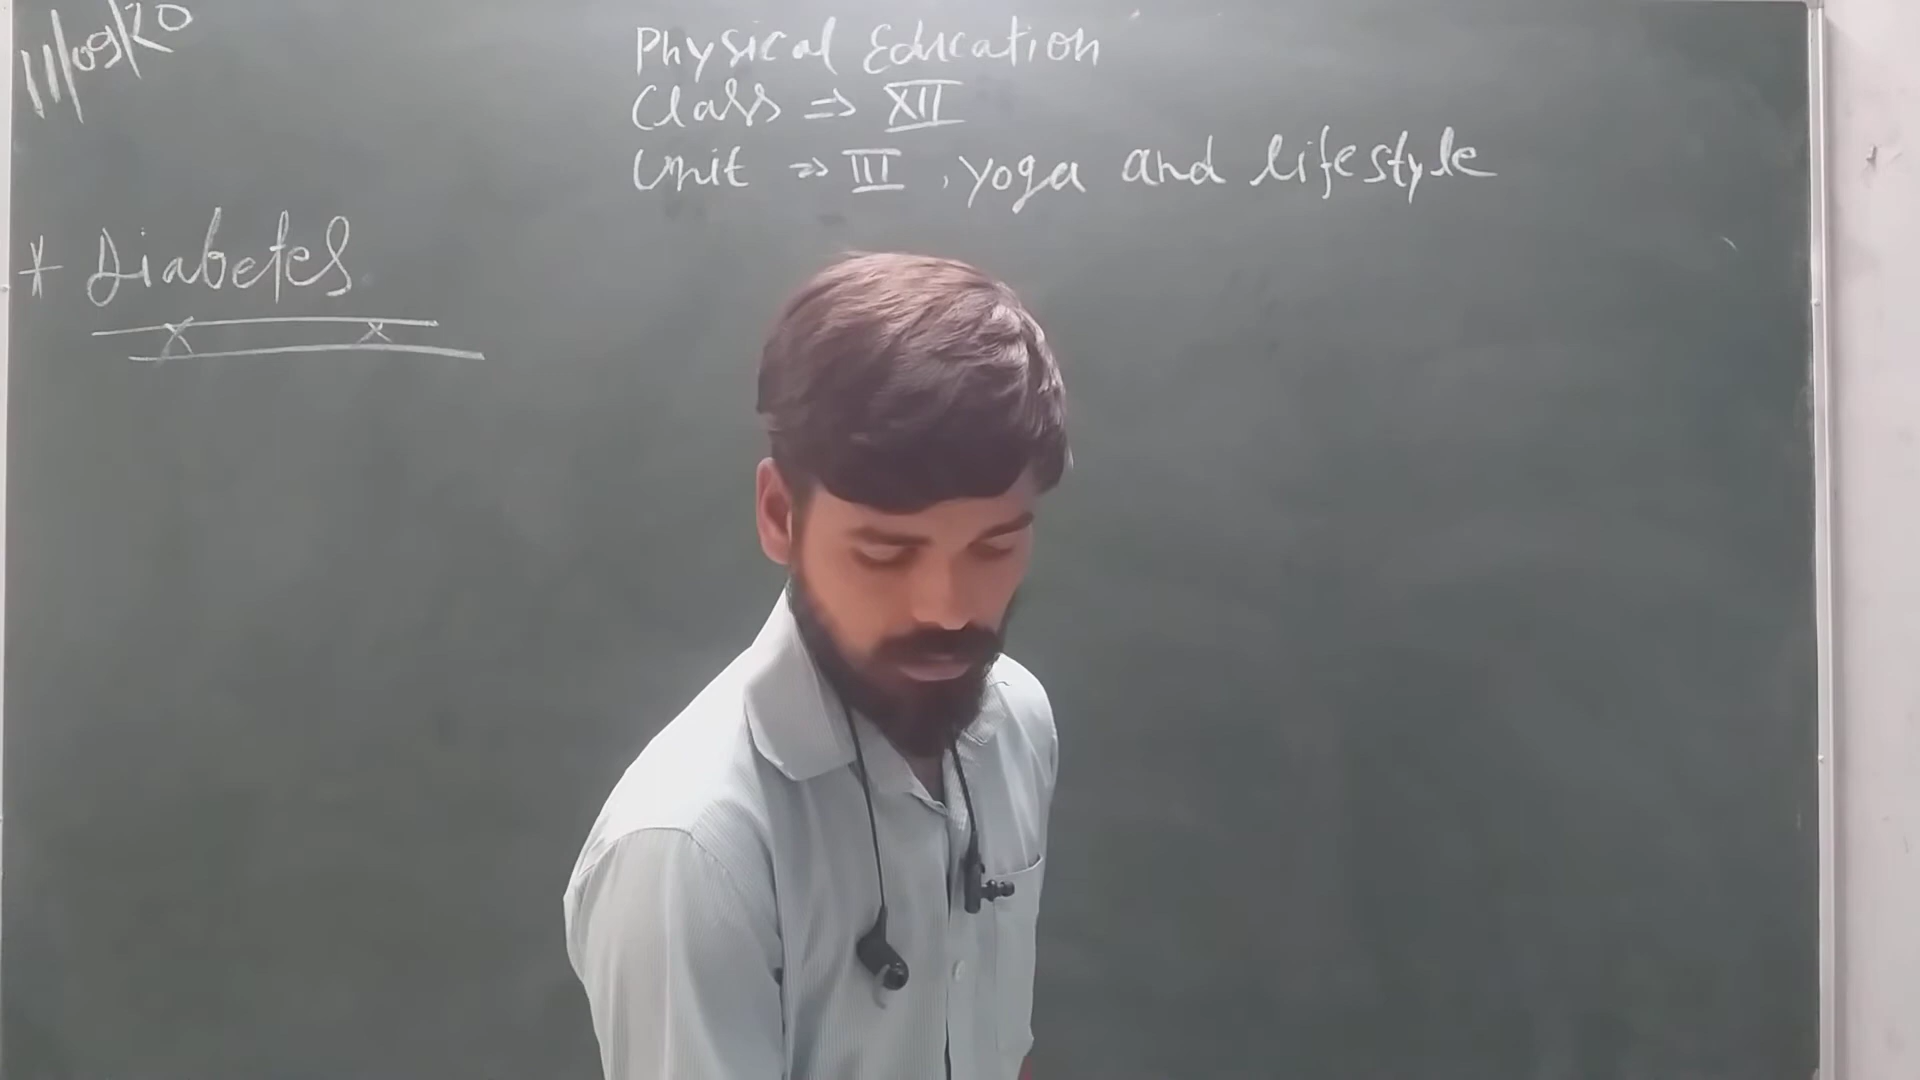 11/09/20
Physical Education
Class ⇒ XII
Unit ⇒ III, yoga and lifestyle
* Diabetes